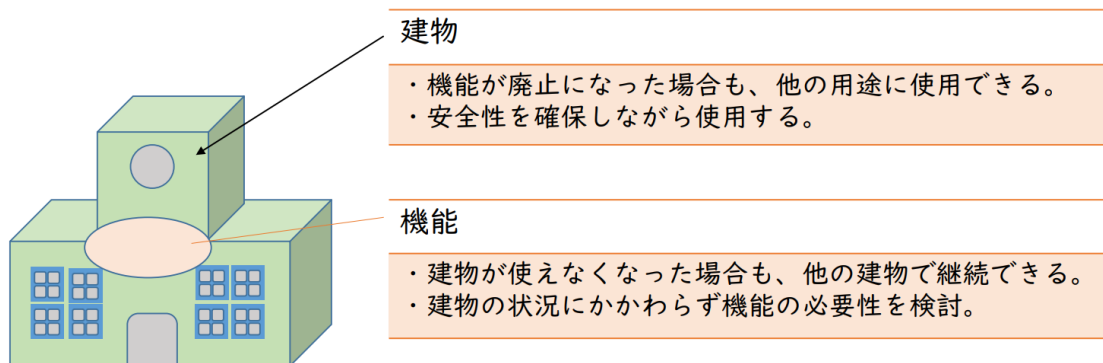 建物
・機能が廃止になった場合も、他の用途に使用できる。
・安全性を確保しながら使用する。
機能
・建物が使えなくなった場合も、他の建物で継続できる。
・建物の状況にかかわらず機能の必要性を検討。